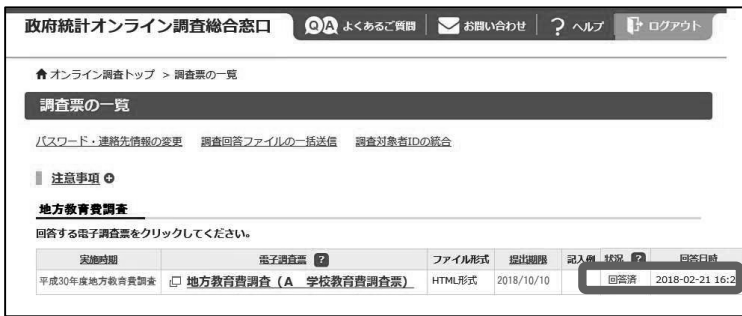 政府統計オンライン調査総合窓口 Q A よくあるご質問 お問い合わせ ? ヘルプ ログアウト
オンライン調査トップ > 調査票の一覧
調査票の一覧
パスワード・連絡先情報の変更 調査回答ファイルの一括送信 調査対象者IDの統合
注意事項
地方教育費調査
回答する電子調査票をクリックしてください。
実施時期 電子調査票 ? ファイル形式 提出期限 記入例 状況 ? 回答日時
平成30年度地方教育費調査 地方教育費調査(A 学校教育費調査票) HTML形式 2018/10/10 回答済 2018-02-21 16:2